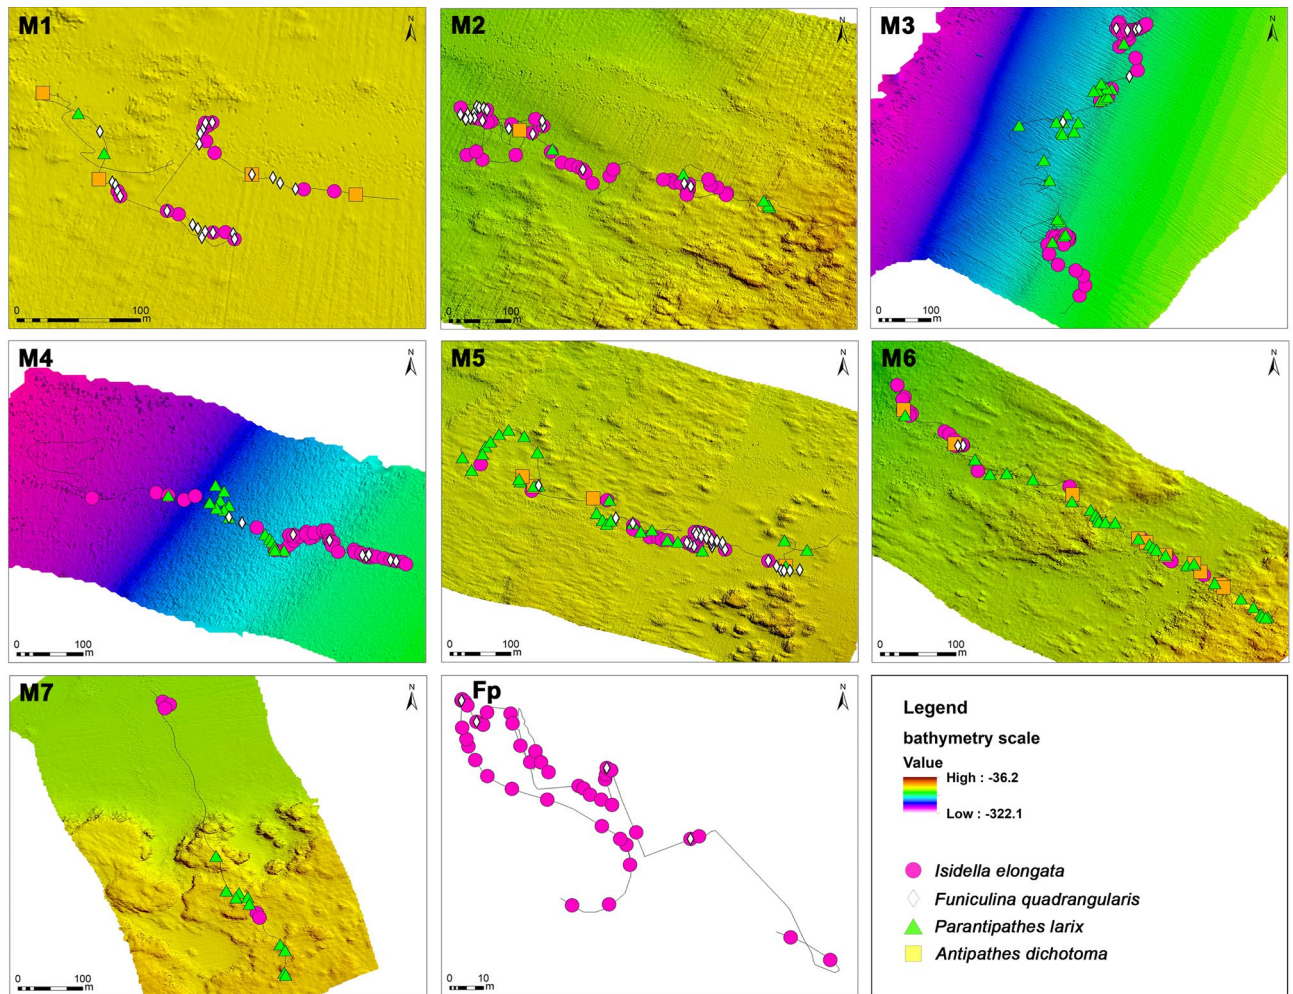 M1
N
0 100
m
M2
N
0 100
m
M3
N
0 100
m
M4
N
0 100
m
M5
N
0 100
m
M6
N
0 100
m
M7
N
0 100
m
Fp
N
0 10
m
Legend
bathymetry scale
Value
High : -36.2
Low : -322.1
Isidella elongata
Funiculina quadrangularis
Parantipathes larix
Antipathes dichotoma